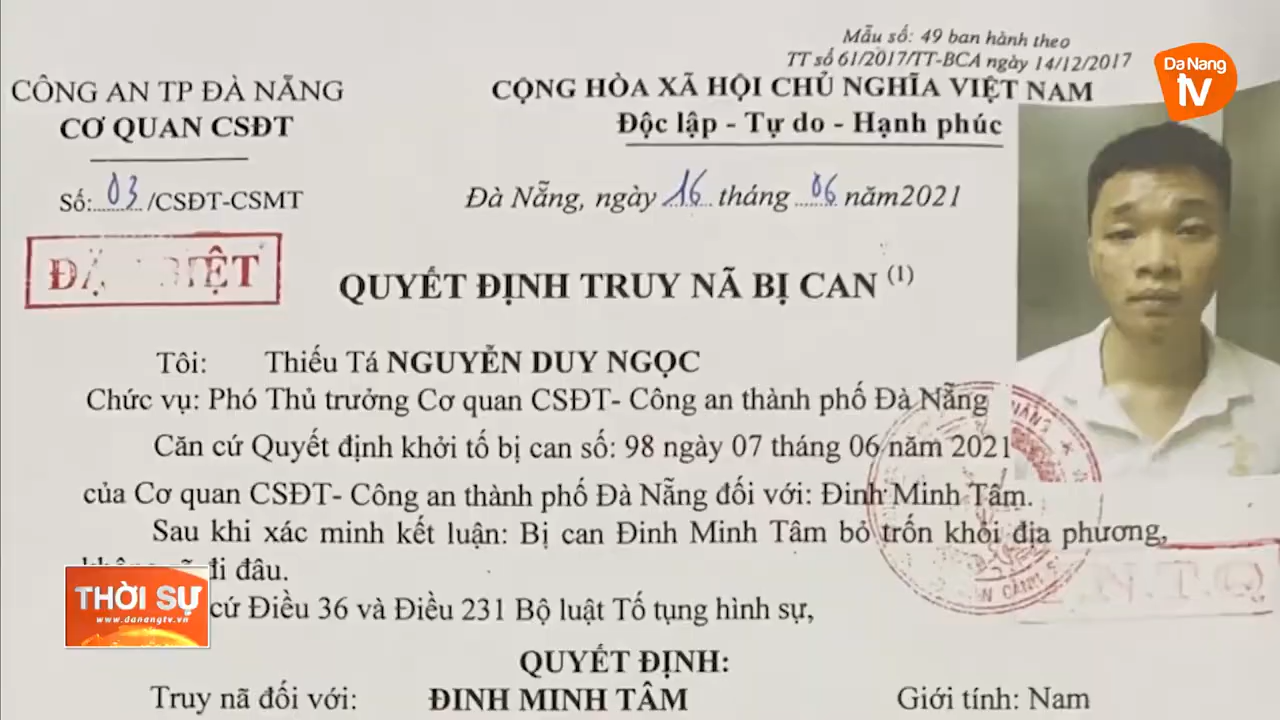 Mẫu số: 49 ban hành theo
TT số 61/2017/TT-BCA ngày 14/12/2017
Da Nang
TV
CÔNG AN TP ĐÀ NẴNG
CƠ QUAN CSĐT
CỘNG HÒA XÃ HỘI CHỦ NGHĨA VIỆT NAM
Độc lập - Tự do - Hạnh phúc
Số: 03 /CSĐT-CSMT
Đà Nẵng, ngày 16 tháng 06 năm2021
QUYẾT ĐỊNH TRUY NÃ BỊ CAN (1)
Tôi: Thiếu Tá NGUYỄN DUY NGỌC
Chức vụ: Phó Thủ trưởng Cơ quan CSĐT- Công an thành phố Đà Nẵng
Căn cứ Quyết định khởi tố bị can số: 98 ngày 07 tháng 06 năm 2021
của Cơ quan CSĐT- Công an thành phố Đà Nẵng đối với: Đinh Minh Tâm.
Sau khi xác minh kết luận: Bị can Đinh Minh Tâm bỏ trốn khỏi địa phương,
đi đâu.
THỜI SỰ
www.danangtv.vn
cứ Điều 36 và Điều 231 Bộ luật Tố tụng hình sự,
N.T.Q
QUYẾT ĐỊNH:
Truy nã đối với: ĐINH MINH TÂM Giới tính: Nam